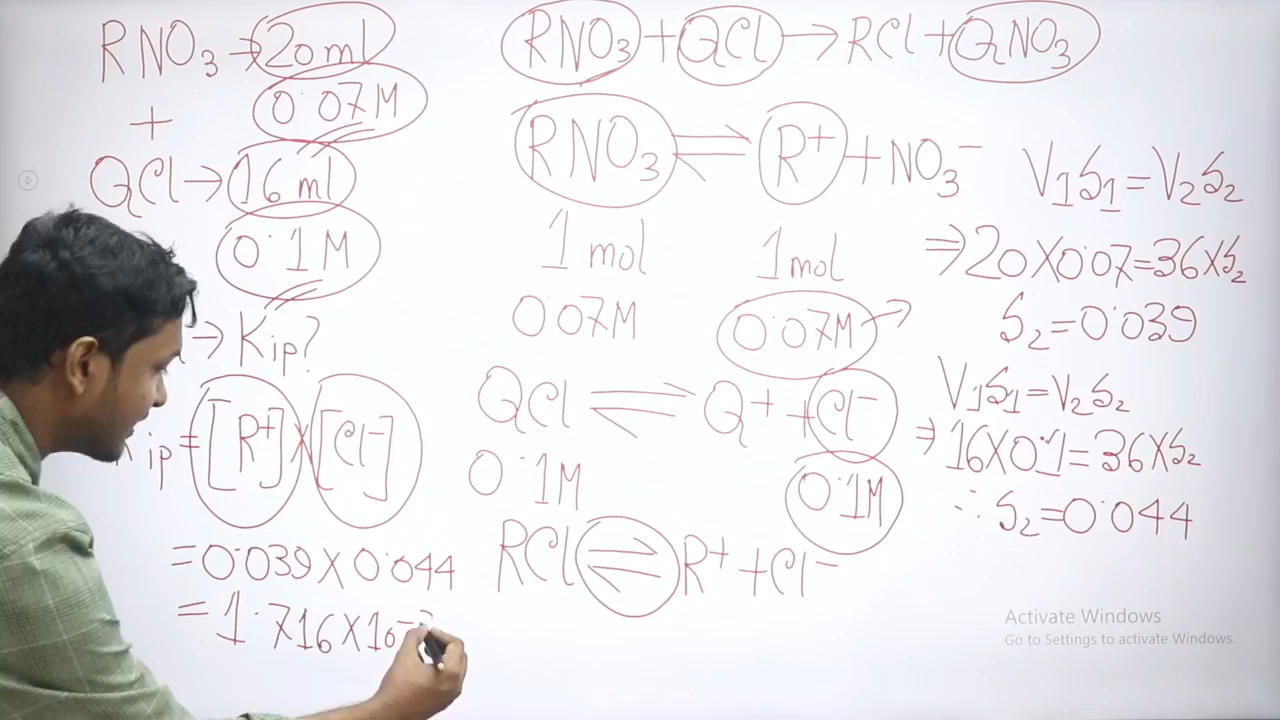 RNO₃ → 20 ml
0.07M
+
QCl → 16 ml
0.1M
→ Kip?
ip = [R⁺] × [Cl⁻]
= 0.039 × 0.044
= 1.716 × 10⁻
RNO₃ + QCl → RCl + QNO₃
RNO₃ ⇌ R⁺ + NO₃⁻
1 mol 1 mol
0.07M 0.07M
QCl ⇌ Q⁺ + Cl⁻
0.1M 0.1M
RCl ⇌ R⁺ + Cl⁻
V₁S₁ = V₂S₂
⇒ 20 × 0.07 = 36 × S₂
S₂ = 0.039
V₁S₁ = V₂S₂
⇒ 16 × 0.1 = 36 × S₂
∴ S₂ = 0.044
Activate Windows
Go to Settings to activate Windows.